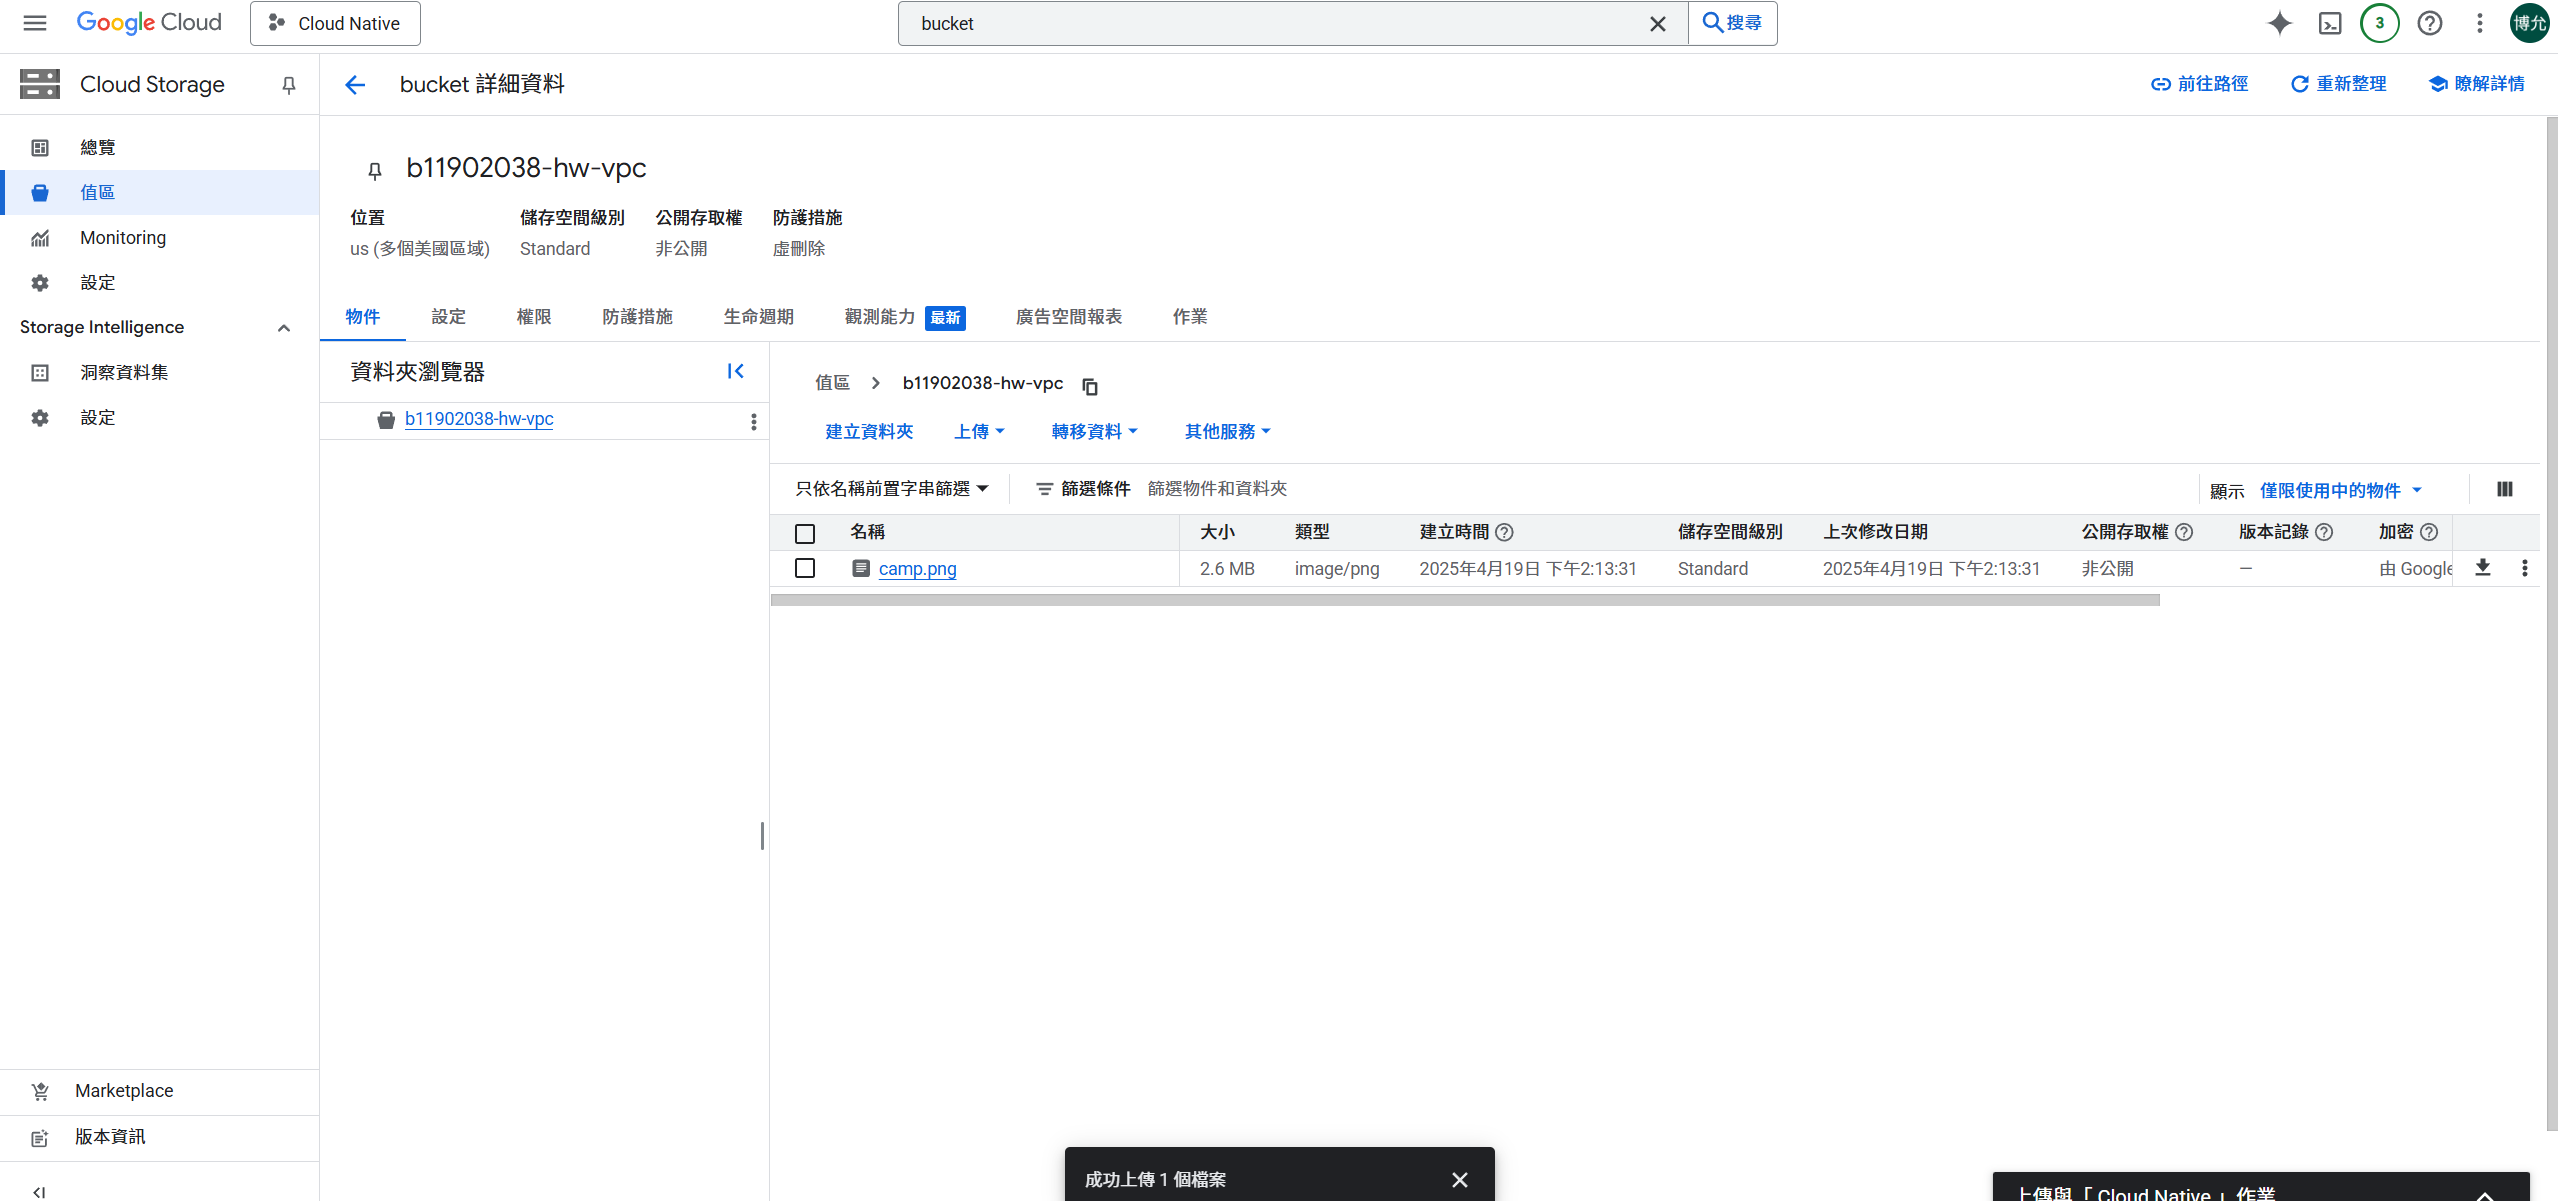 Google Cloud
Cloud Native
bucket
搜尋
3
博允
Cloud Storage
bucket 詳細資料
前往路徑
重新整理
瞭解詳情
總覽
值區
Monitoring
設定
Storage Intelligence
洞察資料集
設定
b11902038-hw-vpc
位置 儲存空間級別 公開存取權 防護措施
us (多個美國區域) Standard 非公開 虛刪除
物件 設定 權限 防護措施 生命週期 觀測能力 最新 廣告空間報表 作業
資料夾瀏覽器
b11902038-hw-vpc
值區 > b11902038-hw-vpc
建立資料夾 上傳 轉移資料 其他服務
只依名稱前置字串篩選 篩選條件 篩選物件和資料夾 顯示 僅限使用中的物件
名稱 大小 類型 建立時間 儲存空間級別 上次修改日期 公開存取權 版本記錄 加密
camp.png 2.6 MB image/png 2025年4月19日 下午2:13:31 Standard 2025年4月19日 下午2:13:31 非公開 — 由 Google
Marketplace
版本資訊
成功上傳 1 個檔案
上傳與「 Cloud Native 」作業